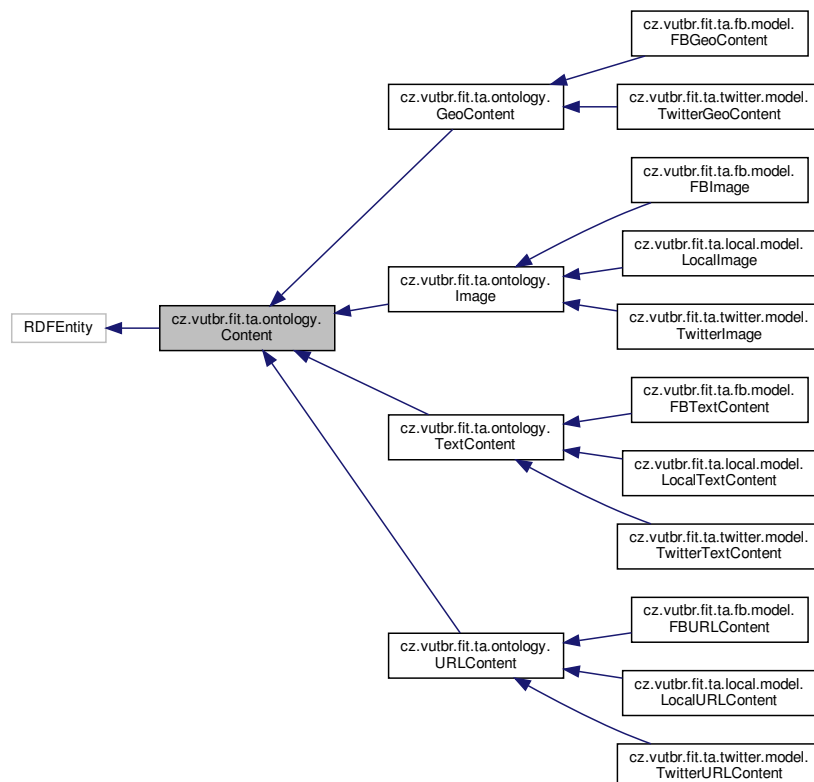 cz.vutbr.fit.ta.fb.model.
FBGeoContent
cz.vutbr.fit.ta.ontology.
GeoContent
cz.vutbr.fit.ta.twitter.model.
TwitterGeoContent
cz.vutbr.fit.ta.fb.model.
FBImage
cz.vutbr.fit.ta.local.model.
LocalImage
cz.vutbr.fit.ta.ontology.
Image
cz.vutbr.fit.ta.twitter.model.
TwitterImage
RDFEntity
cz.vutbr.fit.ta.ontology.
Content
cz.vutbr.fit.ta.fb.model.
FBTextContent
cz.vutbr.fit.ta.ontology.
TextContent
cz.vutbr.fit.ta.local.model.
LocalTextContent
cz.vutbr.fit.ta.twitter.model.
TwitterTextContent
cz.vutbr.fit.ta.fb.model.
FBURLContent
cz.vutbr.fit.ta.ontology.
URLContent
cz.vutbr.fit.ta.local.model.
LocalURLContent
cz.vutbr.fit.ta.twitter.model.
TwitterURLContent